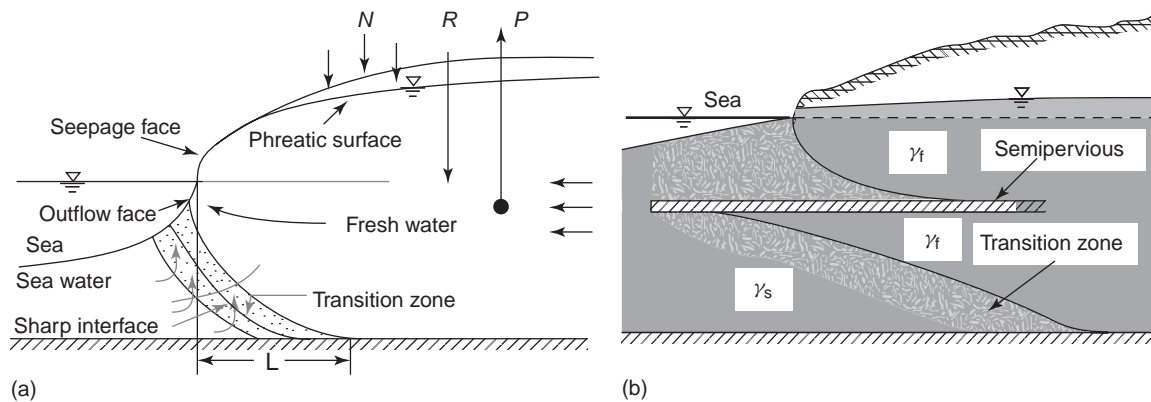 N R P
Seepage face
Phreatic surface
Outflow face
Fresh water
Sea
Sea water
Transition zone
Sharp interface
L
(a)
Sea
γf
Semipervious
γf
Transition zone
γs
(b)